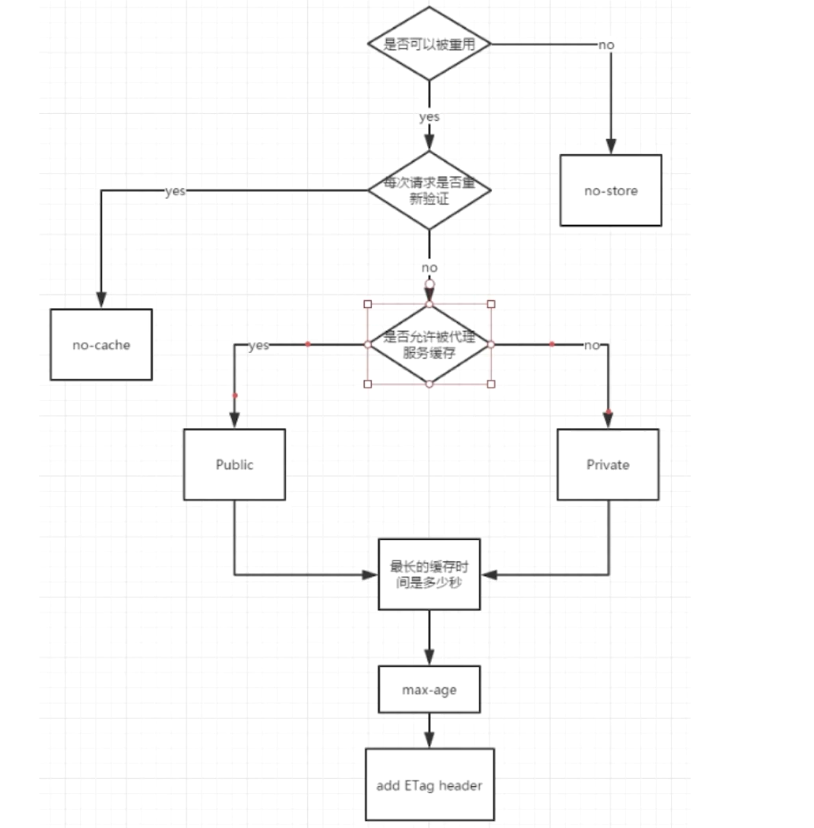 是否可以被重用
no
yes
no-store
每次请求是否重
新验证
yes
no
no-cache
是否允许被代理
服务缓存
yes
no
Public
Private
最长的缓存时
间是多少秒
max-age
add ETag header